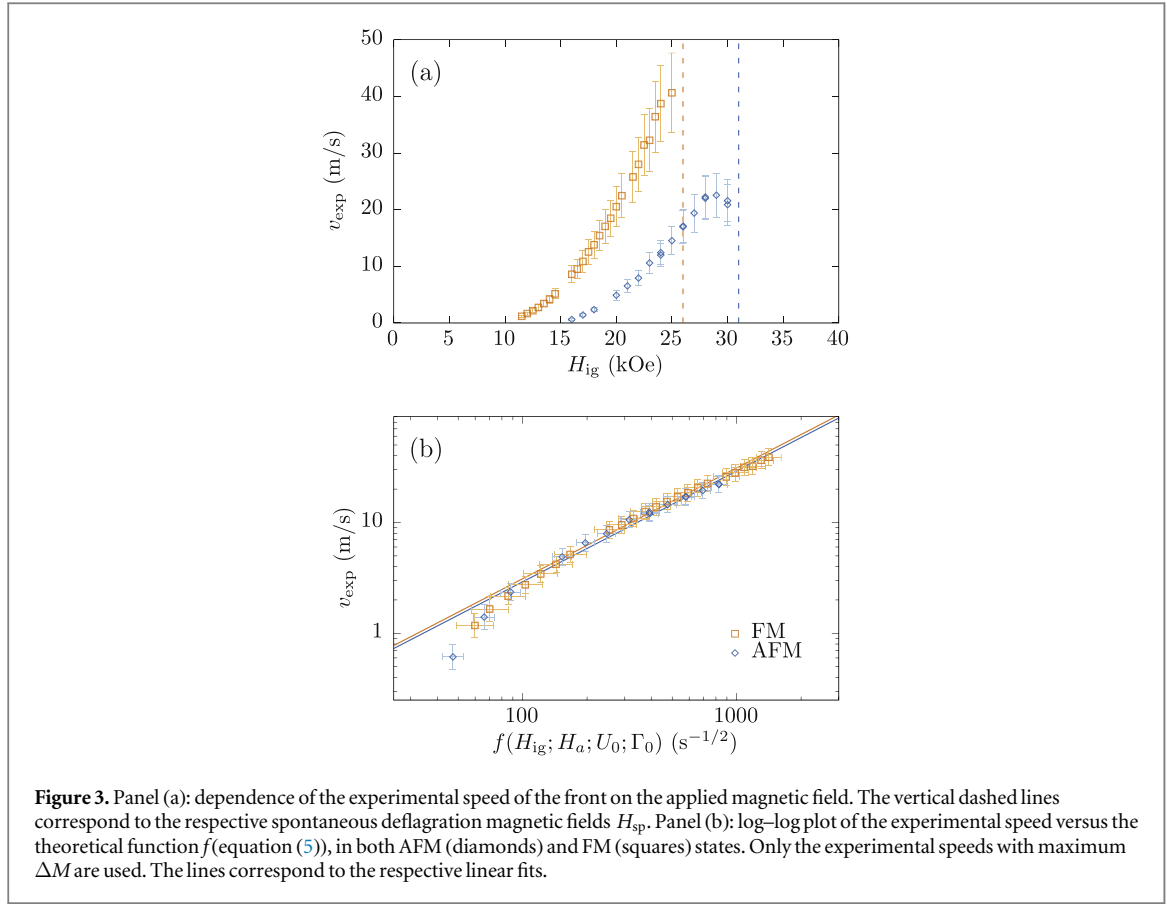 50
(a)
40
30
v_exp (m/s)
20
10
0
0 5 10 15 20 25 30 35 40
H_ig (kOe)
(b)
10
v_exp (m/s)
1
FM
AFM
100 1000
f(H_ig; H_a; U_0; Γ_0) (s^{-1/2})
Figure 3. Panel (a): dependence of the experimental speed of the front on the applied magnetic field. The vertical dashed lines
correspond to the respective spontaneous deflagration magnetic fields H_sp. Panel (b): log–log plot of the experimental speed versus the
theoretical function f (equation (5)), in both AFM (diamonds) and FM (squares) states. Only the experimental speeds with maximum
ΔM are used. The lines correspond to the respective linear fits.